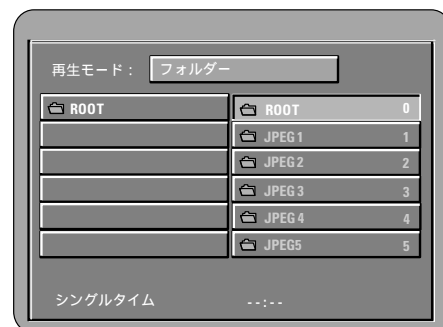 再生モード： フォルダー
ROOT ROOT 0
JPEG1 1
JPEG2 2
JPEG3 3
JPEG4 4
JPEG5 5
シングルタイム --:--